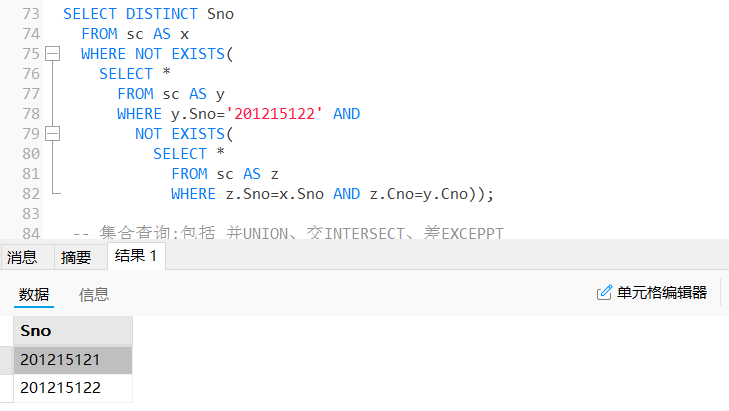 73 SELECT DISTINCT Sno
74 FROM sc AS x
75 WHERE NOT EXISTS(
76 SELECT *
77 FROM sc AS y
78 WHERE y.Sno='201215122' AND
79 NOT EXISTS(
80 SELECT *
81 FROM sc AS z
82 WHERE z.Sno=x.Sno AND z.Cno=y.Cno));
83
84 -- 集合查询:包括 并UNION、交INTERSECT、差EXCEPPT
消息 摘要 结果 1
数据 信息 单元格编辑器
Sno
201215121
201215122